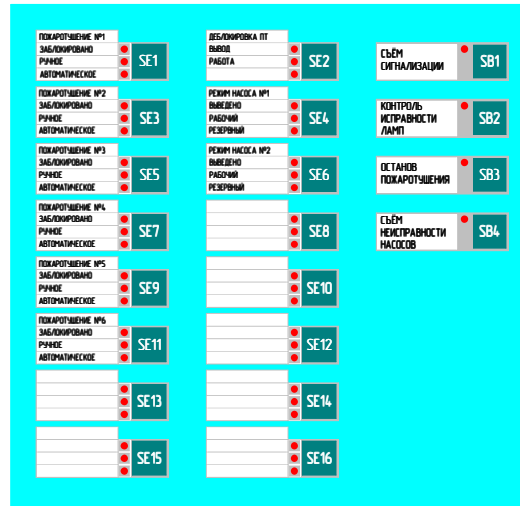 ПОЖАРОТУШЕНИЕ №1
ЗАБЛОКИРОВАНО
РУЧНОЕ
АВТОМАТИЧЕСКОЕ
SE1
ДЕБЛОКИРОВКА ПТ
ВЫВОД
РАБОТА
SE2
СЪЁМ
СИГНАЛИЗАЦИИ
SB1
ПОЖАРОТУШЕНИЕ №2
ЗАБЛОКИРОВАНО
РУЧНОЕ
АВТОМАТИЧЕСКОЕ
SE3
РЕЖИМ НАСОСА №1
ВЫВЕДЕНО
РАБОЧИЙ
РЕЗЕРВНЫЙ
SE4
КОНТРОЛЬ
ИСПРАВНОСТИ
ЛАМП
SB2
ПОЖАРОТУШЕНИЕ №3
ЗАБЛОКИРОВАНО
РУЧНОЕ
АВТОМАТИЧЕСКОЕ
SE5
РЕЖИМ НАСОСА №2
ВЫВЕДЕНО
РАБОЧИЙ
РЕЗЕРВНЫЙ
SE6
ОСТАНОВ
ПОЖАРОТУШЕНИЯ
SB3
ПОЖАРОТУШЕНИЕ №4
ЗАБЛОКИРОВАНО
РУЧНОЕ
АВТОМАТИЧЕСКОЕ
SE7
SE8
СЪЁМ
НЕИСПРАВНОСТИ
НАСОСОВ
SB4
ПОЖАРОТУШЕНИЕ №5
ЗАБЛОКИРОВАНО
РУЧНОЕ
АВТОМАТИЧЕСКОЕ
SE9
SE10
ПОЖАРОТУШЕНИЕ №6
ЗАБЛОКИРОВАНО
РУЧНОЕ
АВТОМАТИЧЕСКОЕ
SE11
SE12
SE13
SE14
SE15
SE16